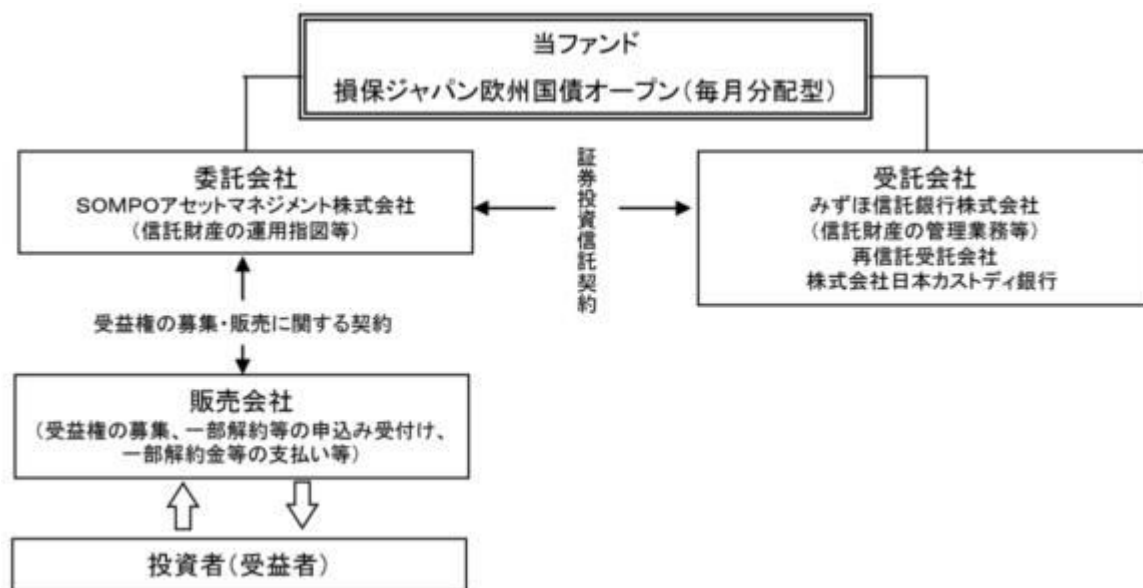 当ファンド
損保ジャパン欧州国債オープン(毎月分配型)
委託会社
SOMPOアセットマネジメント株式会社
(信託財産の運用指図等)
証券投資信託契約
受託会社
みずほ信託銀行株式会社
(信託財産の管理業務等)
再信託受託会社
株式会社日本カストディ銀行
受益権の募集・販売に関する契約
販売会社
(受益権の募集、一部解約等の申込み受付け、
一部解約金等の支払い等)
投資者(受益者)